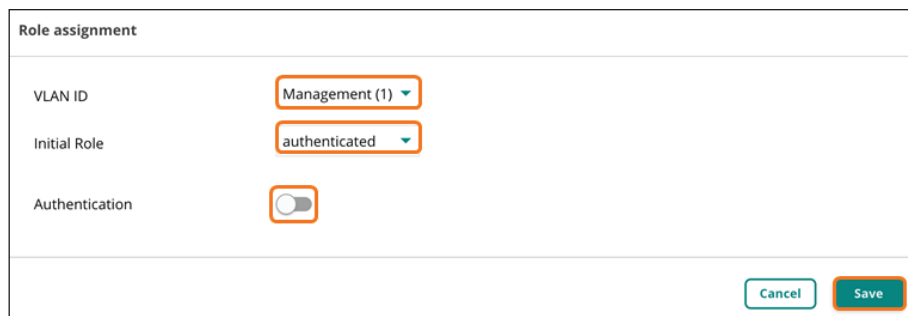 Role assignment
VLAN ID Management (1)
Initial Role authenticated
Authentication
Cancel Save